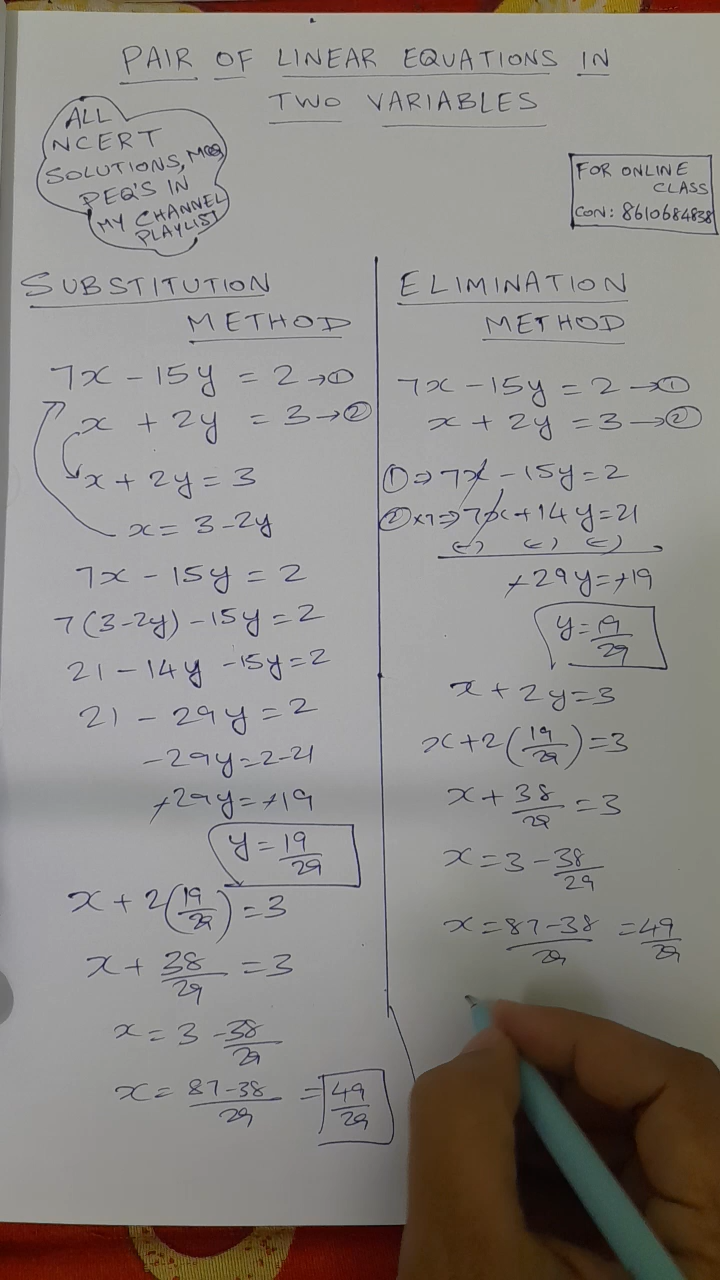 PAIR OF LINEAR EQUATIONS IN
TWO VARIABLES
ALL
NCERT
SOLUTIONS, MCQ
PEQ'S IN
MY CHANNEL
PLAYLIST
FOR ONLINE
CLASS
CON: 8610684838
SUBSTITUTION
METHOD
7x - 15y = 2 → ①
x + 2y = 3 → ②
x + 2y = 3
x = 3 - 2y
7x - 15y = 2
7(3-2y) - 15y = 2
21 - 14y - 15y = 2
21 - 29y = 2
-29y = 2-21
-29y = -19
y = 19/29
x + 2(19/29) = 3
x + 38/29 = 3
x = 3 - 38/29
x = 87-38/29 = 49/29
ELIMINATION
METHOD
7x - 15y = 2 → ①
x + 2y = 3 → ②
① ⇒ 7x - 15y = 2
② x7 ⇒ 7x + 14y = 21
(-) (-) (-)
-29y = -19
y = 19/29
x + 2y = 3
x + 2(19/29) = 3
x + 38/29 = 3
x = 3 - 38/29
x = 87-38/29 = 49/29